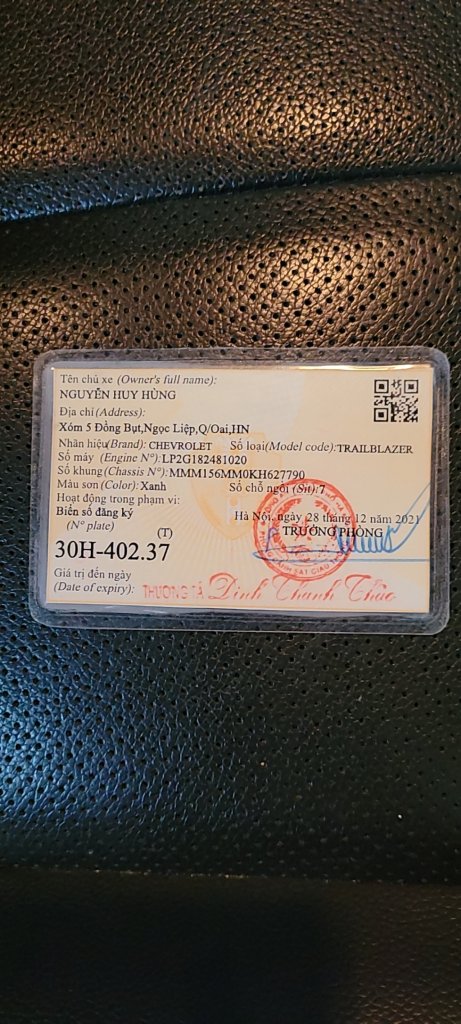 Tên chủ xe (Owner's full name):
NGUYỄN HUY HÙNG
Địa chỉ (Address):
Xóm 5 Đồng Bụt,Ngọc Liệp,Q/Oai,HN
Nhãn hiệu(Brand): CHEVROLET Số loại(Model code):TRAILBLAZER
Số máy (Engine N°):LP2G182481020
Số khung (Chassis N°):MMM156MM0KH627790
Màu sơn (Color): Xanh Số chỗ ngồi (Sit):7
Hoạt động trong phạm vi:
Biển số đăng ký Hà Nội, ngày 28 tháng 12 năm 2021
(N° plate) (T) TRƯỞNG PHÒNG
30H-402.37
Giá trị đến ngày
(Date of expiry): THƯỢNG TÁ Đinh Thanh Thảo